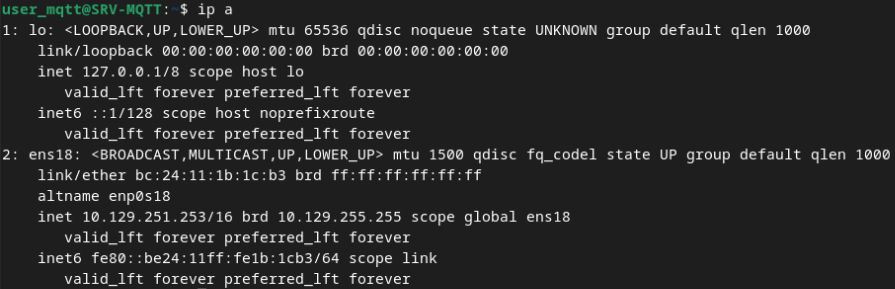 user_mqtt@SRV-MQTT:~$ ip a
1: lo: <LOOPBACK,UP,LOWER_UP> mtu 65536 qdisc noqueue state UNKNOWN group default qlen 1000
    link/loopback 00:00:00:00:00:00 brd 00:00:00:00:00:00
    inet 127.0.0.1/8 scope host lo
       valid_lft forever preferred_lft forever
    inet6 ::1/128 scope host noprefixroute
       valid_lft forever preferred_lft forever
2: ens18: <BROADCAST,MULTICAST,UP,LOWER_UP> mtu 1500 qdisc fq_codel state UP group default qlen 1000
    link/ether bc:24:11:1b:1c:b3 brd ff:ff:ff:ff:ff:ff
    altname enp0s18
    inet 10.129.251.253/16 brd 10.129.255.255 scope global ens18
       valid_lft forever preferred_lft forever
    inet6 fe80::be24:11ff:fe1b:1cb3/64 scope link
       valid_lft forever preferred_lft forever